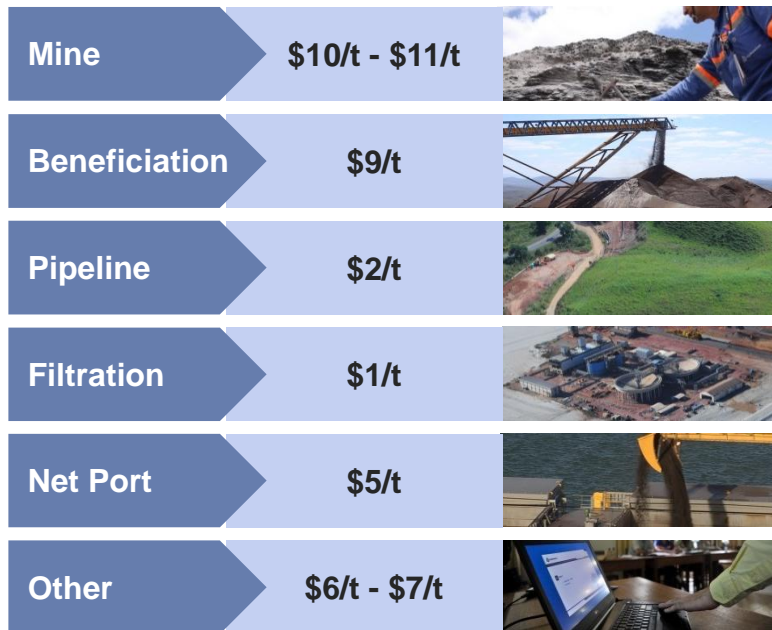 Mine $10/t - $11/t
Beneficiation $9/t
Pipeline $2/t
Filtration $1/t
Net Port $5/t
Other $6/t - $7/t